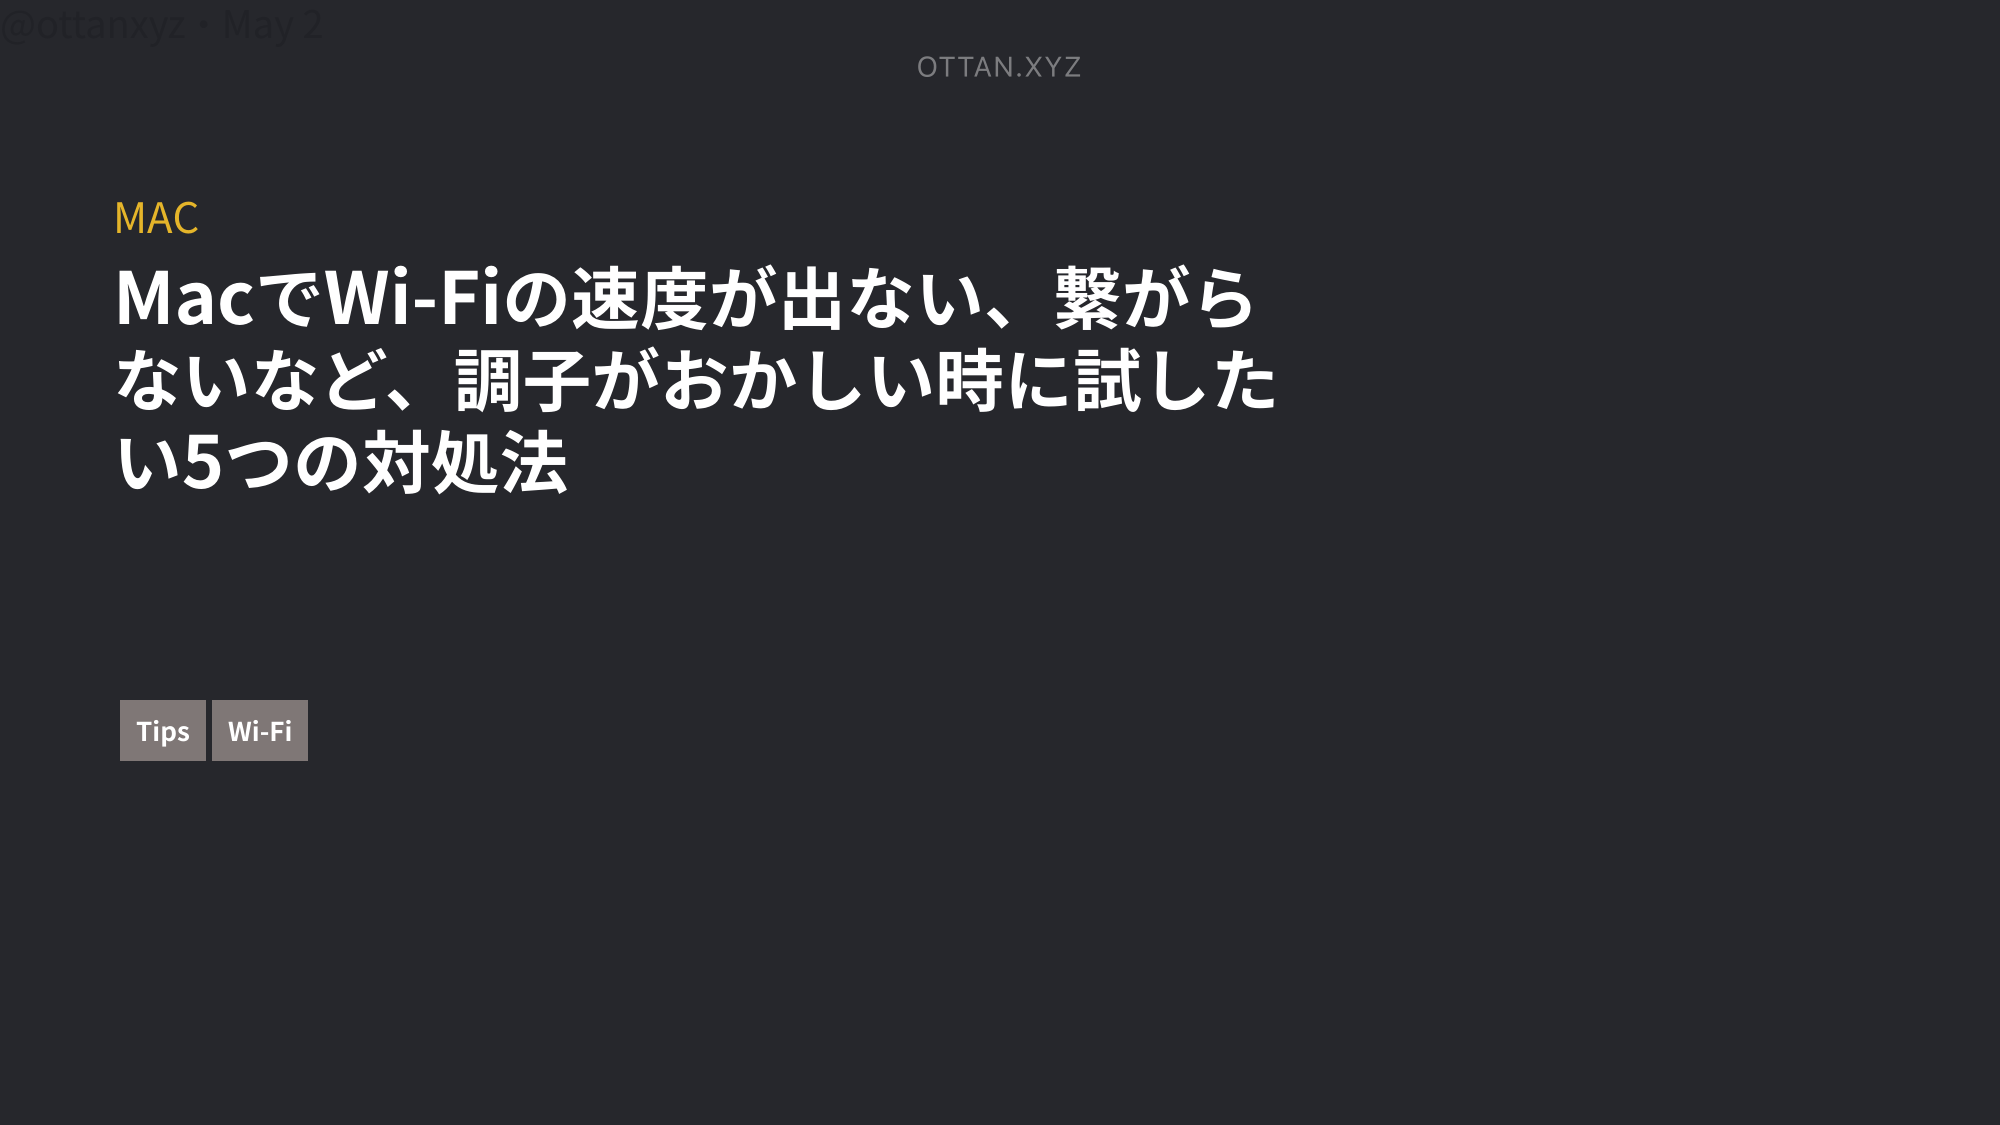 @ottanxyz・May 2
OTTAN.XYZ
MAC
MacでWi-Fiの速度が出ない、繋がら
ないなど、調子がおかしい時に試した
い5つの対処法
Tips
Wi-Fi